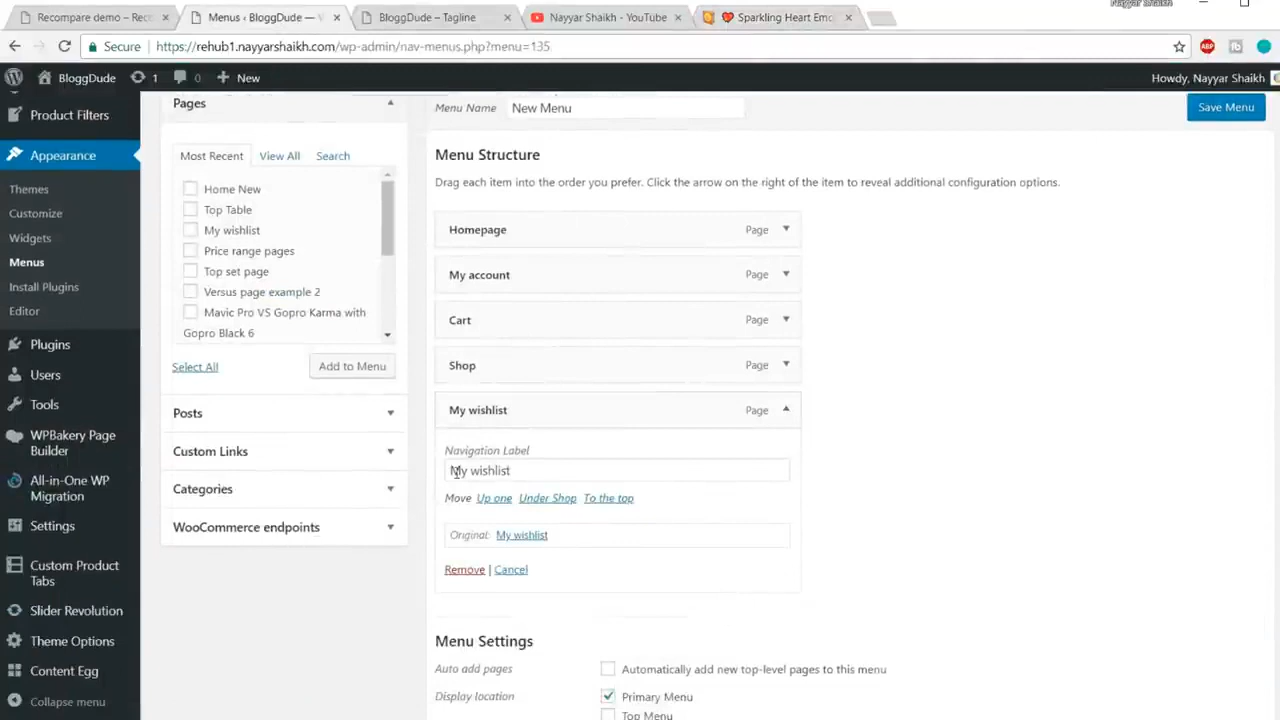 Recompare demo – Rec
Menus ‹ BloggDude —
BloggDude – Tagline
Nayyar Shaikh - YouTube
Sparkling Heart Emo
Nayyar Shaikh
Secure
https://rehub1.nayyarshaikh.com/wp-admin/nav-menus.php?menu=135
ABP
BloggDude
1
0
New
Howdy, Nayyar Shaikh
Product Filters
Appearance
Themes
Customize
Widgets
Menus
Install Plugins
Editor
Plugins
Users
Tools
WPBakery Page
Builder
All-in-One WP
Migration
Settings
Custom Product
Tabs
Slider Revolution
Theme Options
Content Egg
Collapse menu
Pages
Most Recent
View All
Search
Home New
Top Table
My wishlist
Price range pages
Top set page
Versus page example 2
Mavic Pro VS Gopro Karma with
Gopro Black 6
Select All
Add to Menu
Posts
Custom Links
Categories
WooCommerce endpoints
Menu Name
New Menu
Save Menu
Menu Structure
Drag each item into the order you prefer. Click the arrow on the right of the item to reveal additional configuration options.
Homepage Page
My account Page
Cart Page
Shop Page
My wishlist Page
Navigation Label
My wishlist
Move Up one Under Shop To the top
Original: My wishlist
Remove | Cancel
Menu Settings
Auto add pages
Automatically add new top-level pages to this menu
Display location
Primary Menu
Top Menu